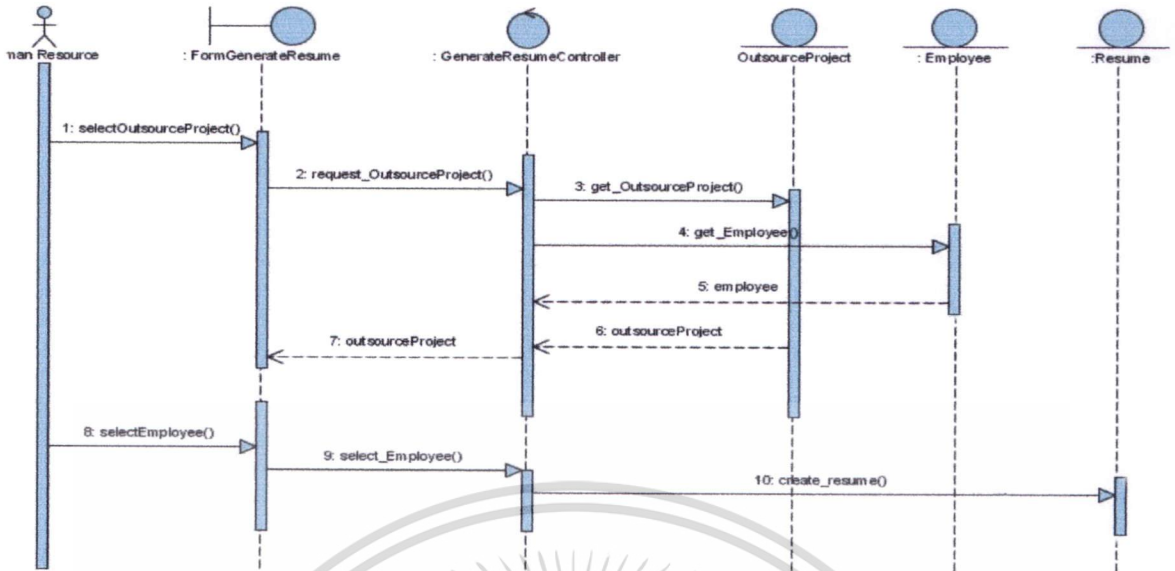 man Resource
: FormGenerateResume
: GenerateResumeController
OutsourceProject
: Employee
:Resume
1: selectOutsourceProject()
2: request_OutsourceProject()
3: get_OutsourceProject()
4: get_Employee()
5: employee
6: outsourceProject
7: outsourceProject
8: selectEmployee()
9: select_Employee()
10: create_resume()